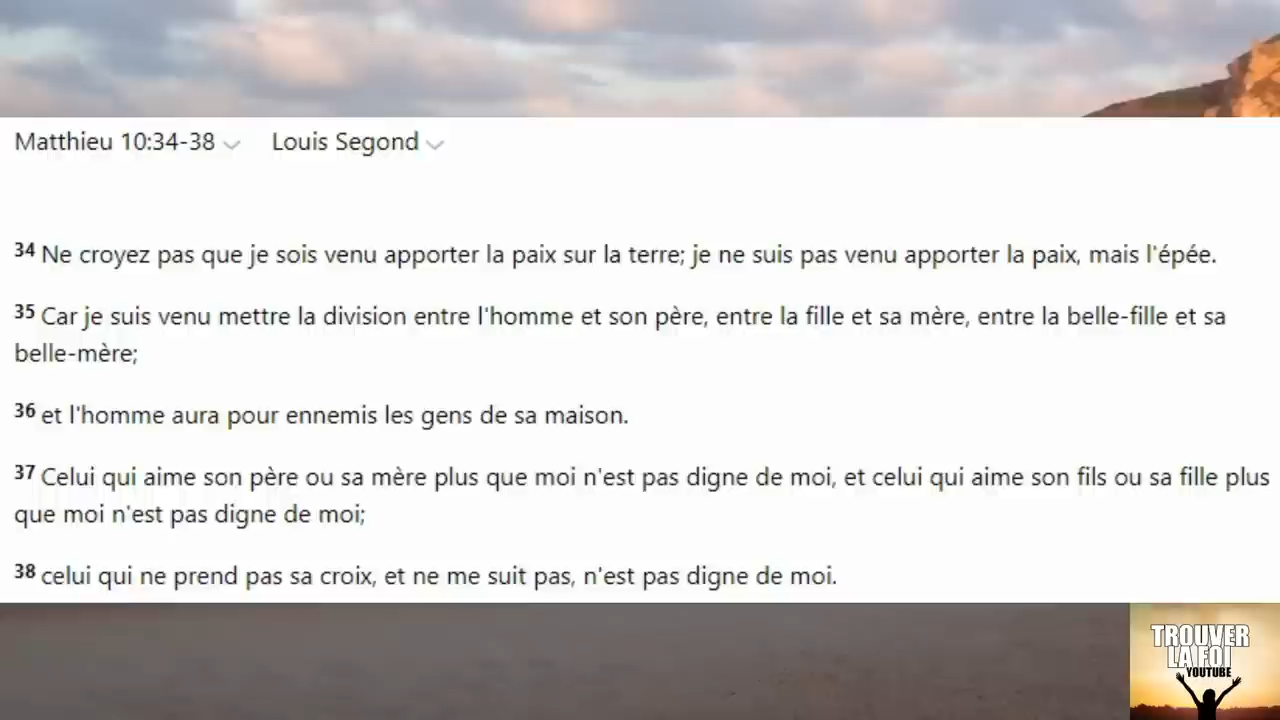 Matthieu 10:34-38 Louis Segond
34 Ne croyez pas que je sois venu apporter la paix sur la terre; je ne suis pas venu apporter la paix, mais l'épée.
35 Car je suis venu mettre la division entre l'homme et son père, entre la fille et sa mère, entre la belle-fille et sa
belle-mère;
36 et l'homme aura pour ennemis les gens de sa maison.
37 Celui qui aime son père ou sa mère plus que moi n'est pas digne de moi, et celui qui aime son fils ou sa fille plus
que moi n'est pas digne de moi;
38 celui qui ne prend pas sa croix, et ne me suit pas, n'est pas digne de moi.
TROUVER
LA FOI
YOUTUBE